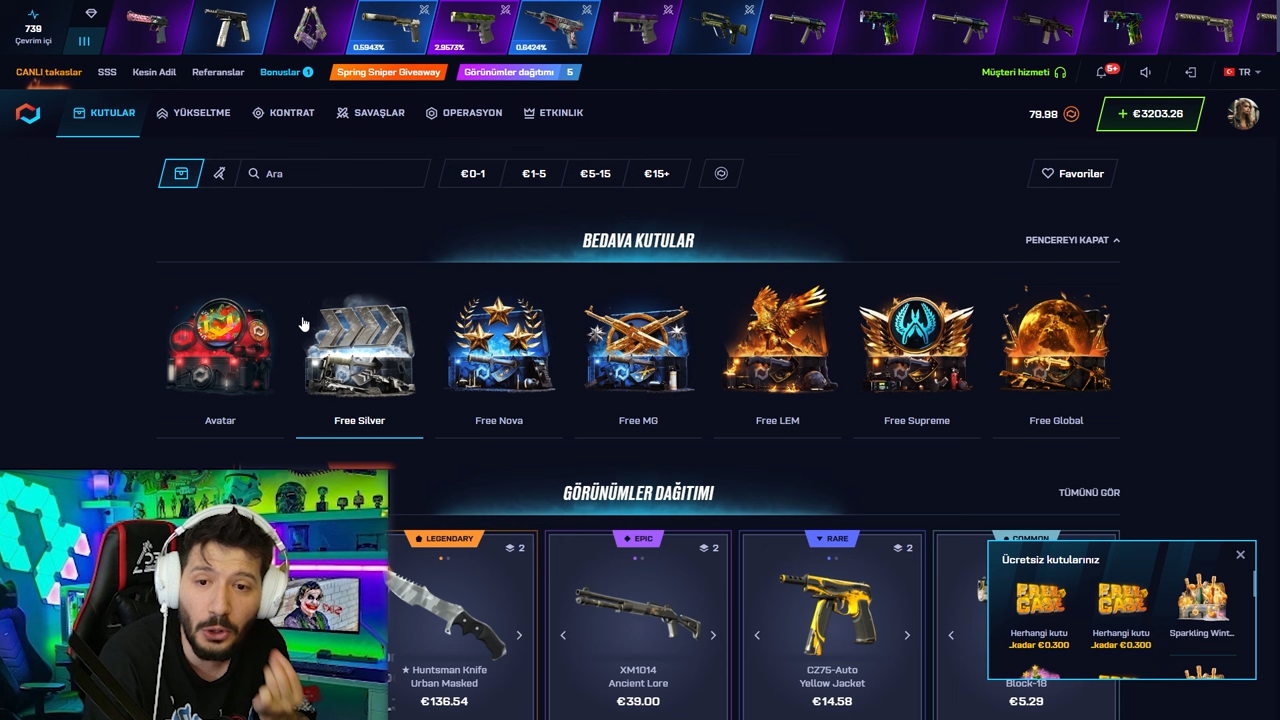 739
Çevrim içi
0.5943%
2.9573%
0.6424%
CANLI takaslar
SSS
Kesin Adil
Referanslar
Bonuslar 1
Spring Sniper Giveaway
Görünümler dağıtımı 5
Müşteri hizmeti
5+
TR
KUTULAR
YÜKSELTME
KONTRAT
SAVAŞLAR
OPERASYON
ETKINLIK
79.98
+ €3203.26
Ara
€0-1
€1-5
€5-15
€15+
Favoriler
BEDAVA KUTULAR
PENCEREYI KAPAT
Avatar
Free Silver
Free Nova
Free MG
Free LEM
Free Supreme
Free Global
GÖRÜNÜMLER DAĞITIMI
TÜMÜNÜ GÖR
LEGENDARY
2
★ Huntsman Knife
Urban Masked
€136.54
EPIC
2
XM1014
Ancient Lore
€39.00
RARE
2
CZ75-Auto
Yellow Jacket
€14.58
COMMON
Block-18
€5.29
Ücretsiz kutularınız
FREE CASE
Herhangi kutu
...kadar €0.300
FREE CASE
Herhangi kutu
...kadar €0.300
Sparkling Wint...